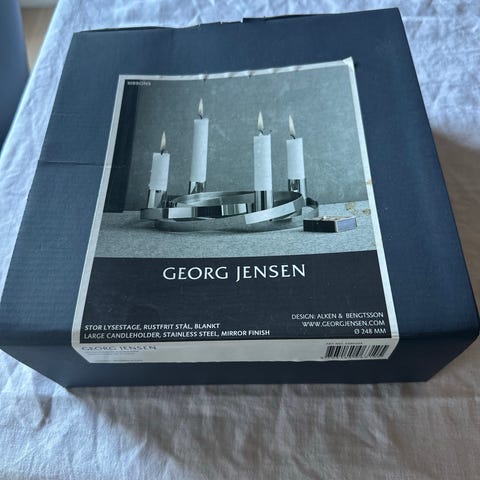 RIBBONS
GEORG JENSEN
DESIGN: ALKEN & BENGTSSON
WWW.GEORGJENSEN.COM
Ø 248 MM
STOR LYSESTAGE, RUSTFRIT STÅL, BLANKT
LARGE CANDLEHOLDER, STAINLESS STEEL, MIRROR FINISH
GEORG JENSEN